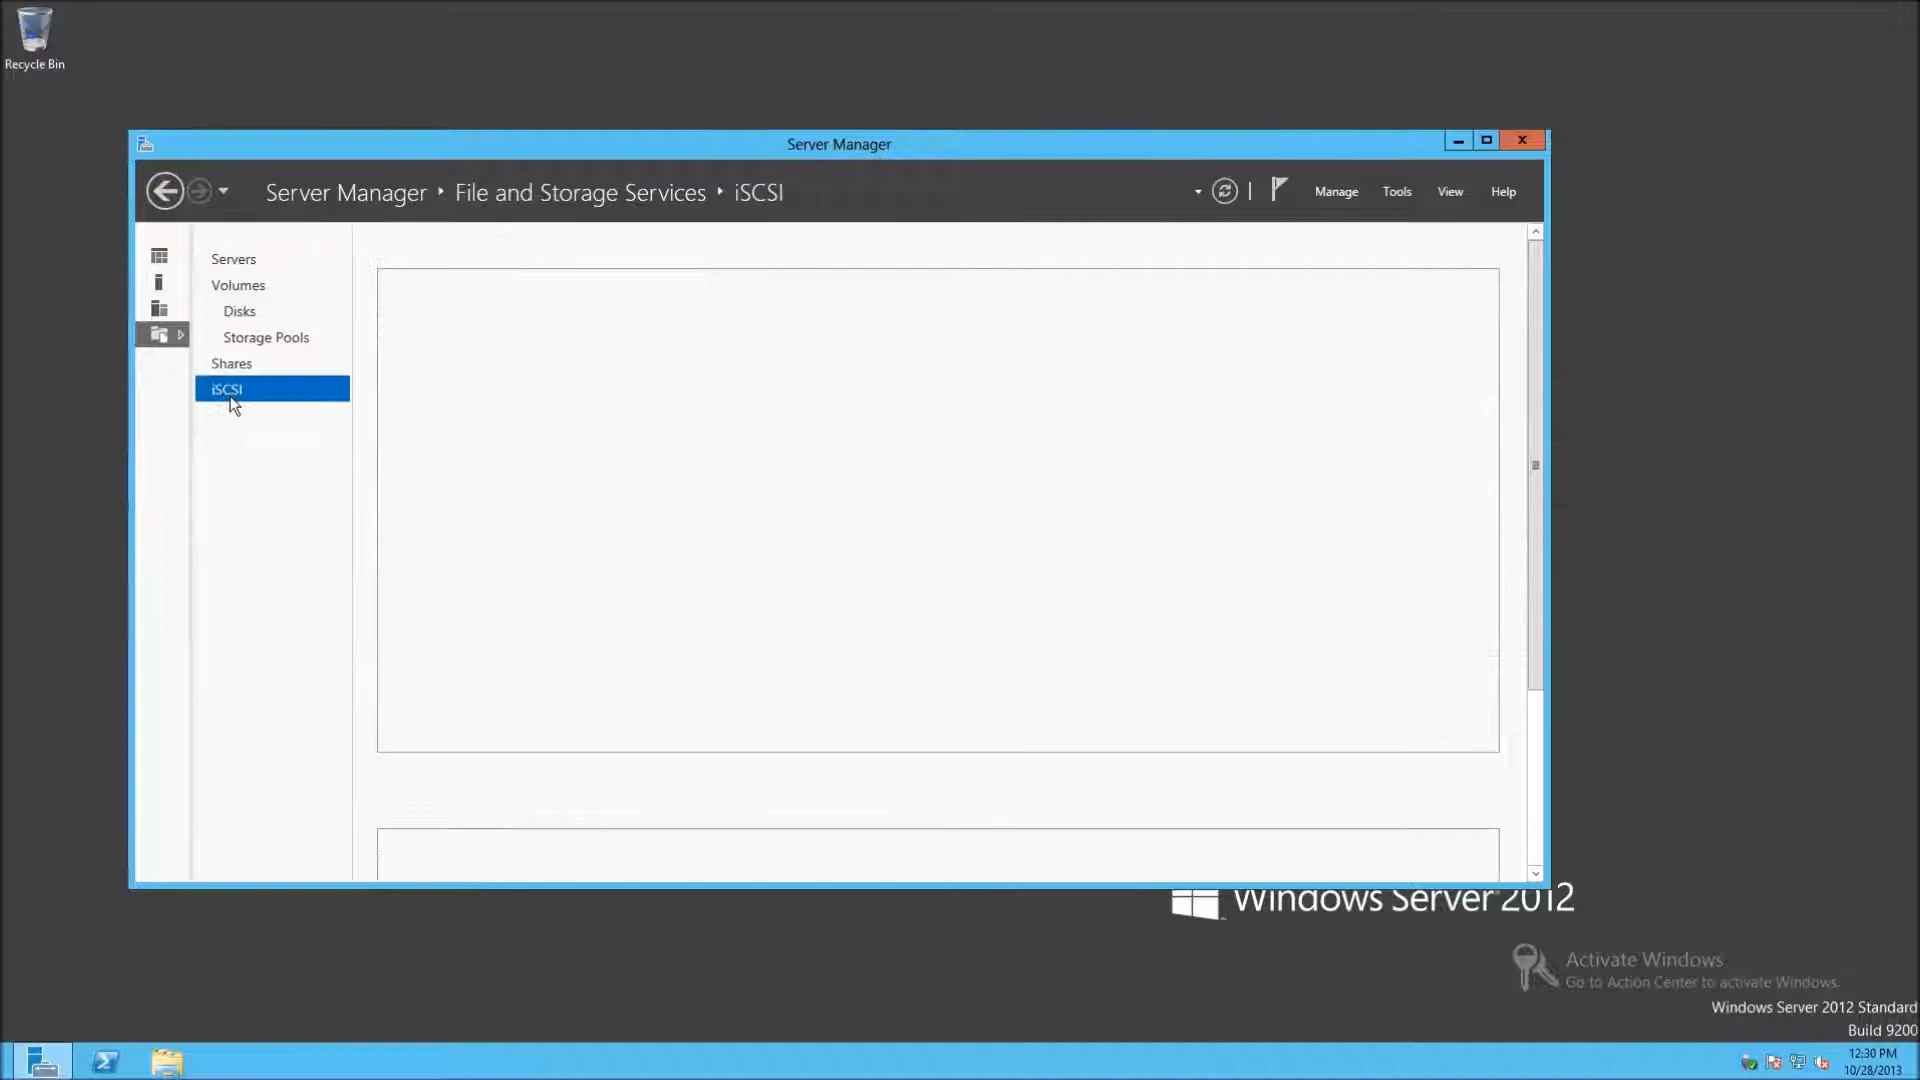 Recycle Bin
Server Manager
Server Manager ‣ File and Storage Services ‣ iSCSI
Manage Tools View Help
Servers
Volumes
Disks
Storage Pools
Shares
iSCSI
Windows Server 2012
Activate Windows
Go to Action Center to activate Windows.
Windows Server 2012 Standard
Build 9200
12:30 PM
10/28/2013